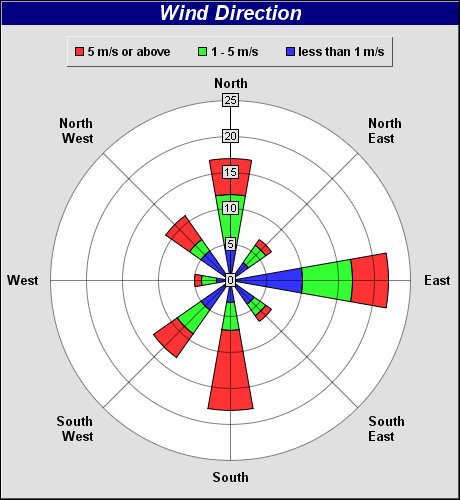 Wind Direction
5 m/s or above 1 - 5 m/s less than 1 m/s
North
North
West
North
East
25
20
15
10
5
0
West
East
South
West
South
East
South